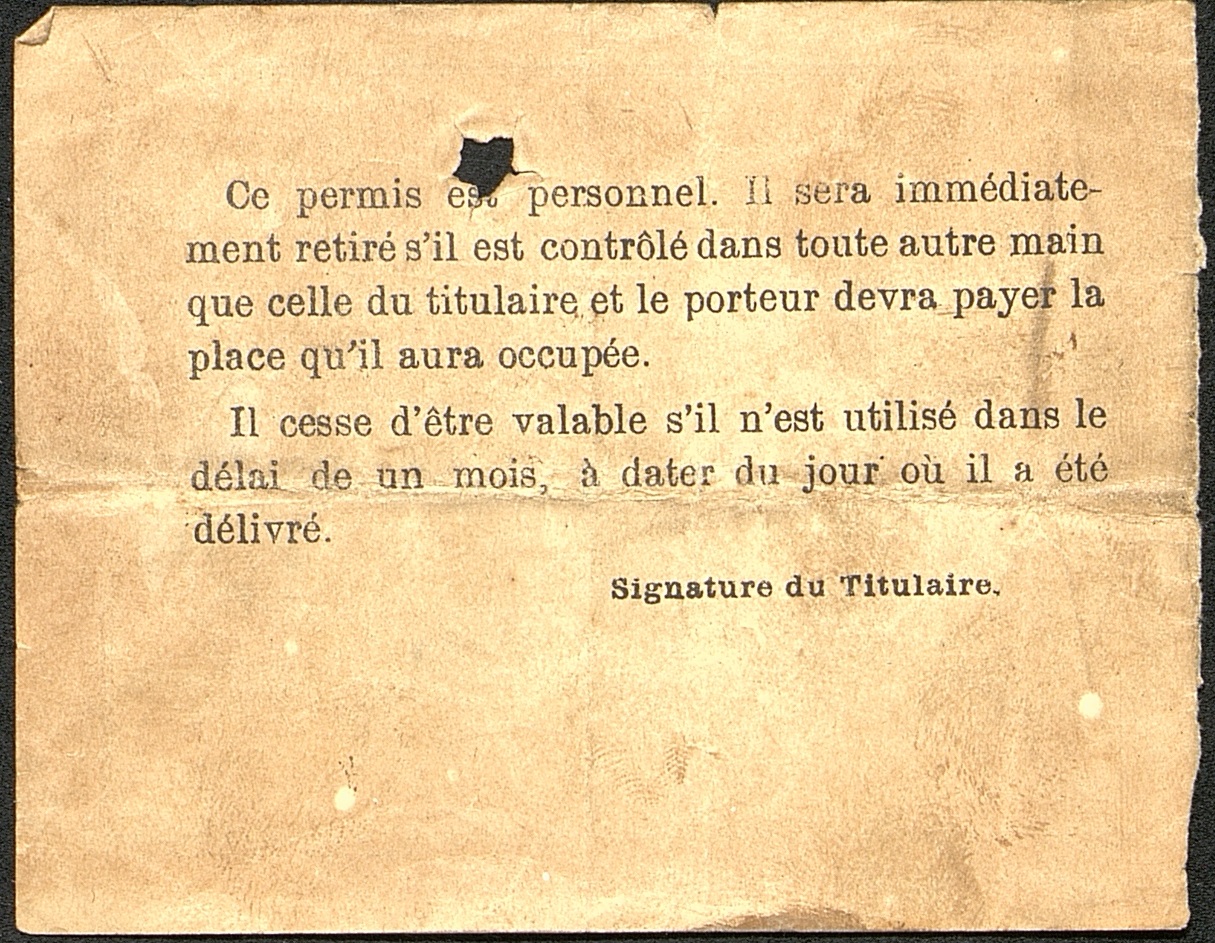 Ce permis est personnel. Il sera immédiate-
ment retiré s'il est contrôlé dans toute autre main
que celle du titulaire et le porteur devra payer la
place qu'il aura occupée.
Il cesse d'être valable s'il n'est utilisé dans le
délai de un mois, à dater du jour où il a été
délivré.
Signature du Titulaire.